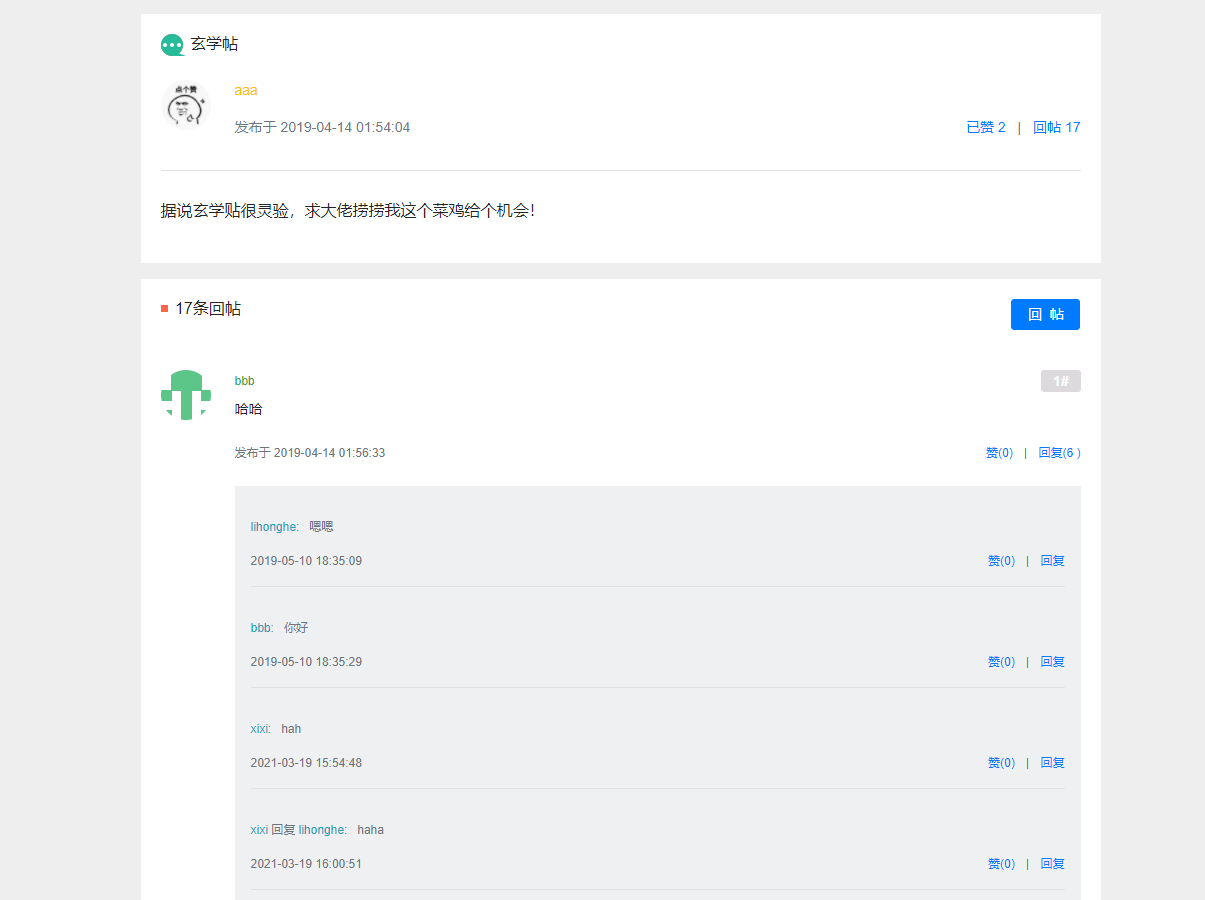 玄学帖
点个赞
aaa
发布于 2019-04-14 01:54:04 已赞 2 | 回帖 17
据说玄学贴很灵验，求大佬捞捞我这个菜鸡给个机会！
17条回帖 回 帖
bbb 1#
哈哈
发布于 2019-04-14 01:56:33 赞(0) | 回复(6 )
lihonghe: 嗯嗯
2019-05-10 18:35:09 赞(0) | 回复
bbb: 你好
2019-05-10 18:35:29 赞(0) | 回复
xixi: hah
2021-03-19 15:54:48 赞(0) | 回复
xixi 回复 lihonghe: haha
2021-03-19 16:00:51 赞(0) | 回复